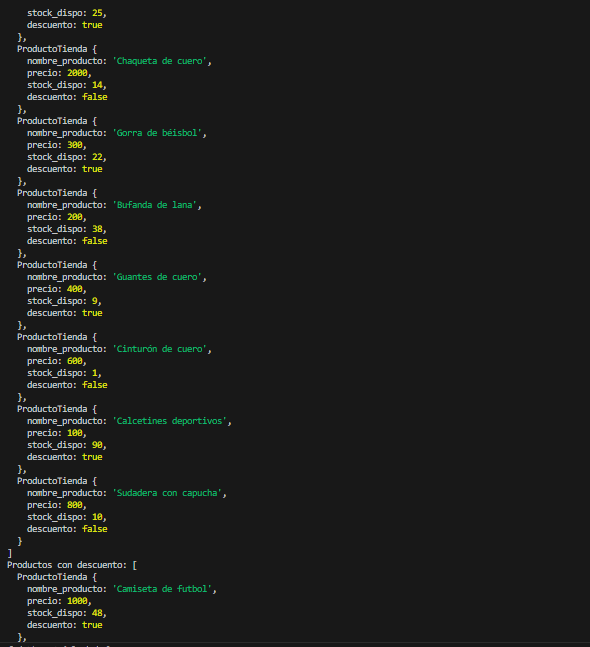 stock_dispo: 25,
descuento: true
},
ProductoTienda {
nombre_producto: 'Chaqueta de cuero',
precio: 2000,
stock_dispo: 14,
descuento: false
},
ProductoTienda {
nombre_producto: 'Gorra de béisbol',
precio: 300,
stock_dispo: 22,
descuento: true
},
ProductoTienda {
nombre_producto: 'Bufanda de lana',
precio: 200,
stock_dispo: 38,
descuento: false
},
ProductoTienda {
nombre_producto: 'Guantes de cuero',
precio: 400,
stock_dispo: 9,
descuento: true
},
ProductoTienda {
nombre_producto: 'Cinturón de cuero',
precio: 600,
stock_dispo: 1,
descuento: false
},
ProductoTienda {
nombre_producto: 'Calcetines deportivos',
precio: 100,
stock_dispo: 90,
descuento: true
},
ProductoTienda {
nombre_producto: 'Sudadera con capucha',
precio: 800,
stock_dispo: 10,
descuento: false
}
]
Productos con descuento: [
ProductoTienda {
nombre_producto: 'Camiseta de futbol',
precio: 1000,
stock_dispo: 48,
descuento: true
},